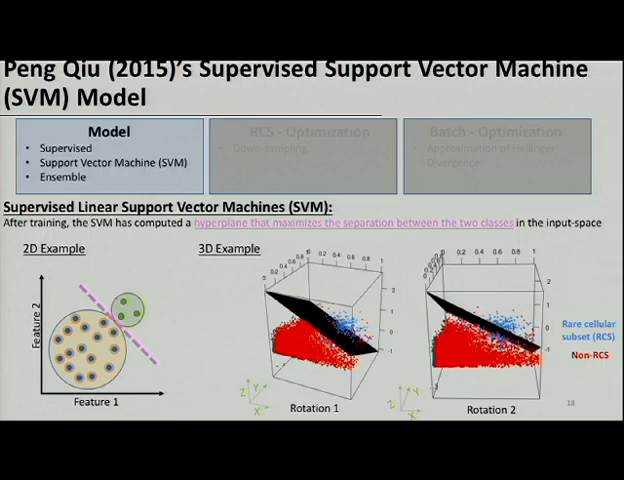 Peng Qiu (2015)'s Supervised Support Vector Machine
(SVM) Model
Model
• Supervised
• Support Vector Machine (SVM)
• Ensemble
RCS - Optimization
• Down-sampling
Batch - Optimization
• Approximation of Hellinger
Divergence
Supervised Linear Support Vector Machines (SVM):
After training, the SVM has computed a hyperplane that maximizes the separation between the two classes in the input-space
2D Example
3D Example
Feature 2
Feature 1
Rotation 1
Rotation 2
Rare cellular
subset (RCS)
Non-RCS
18